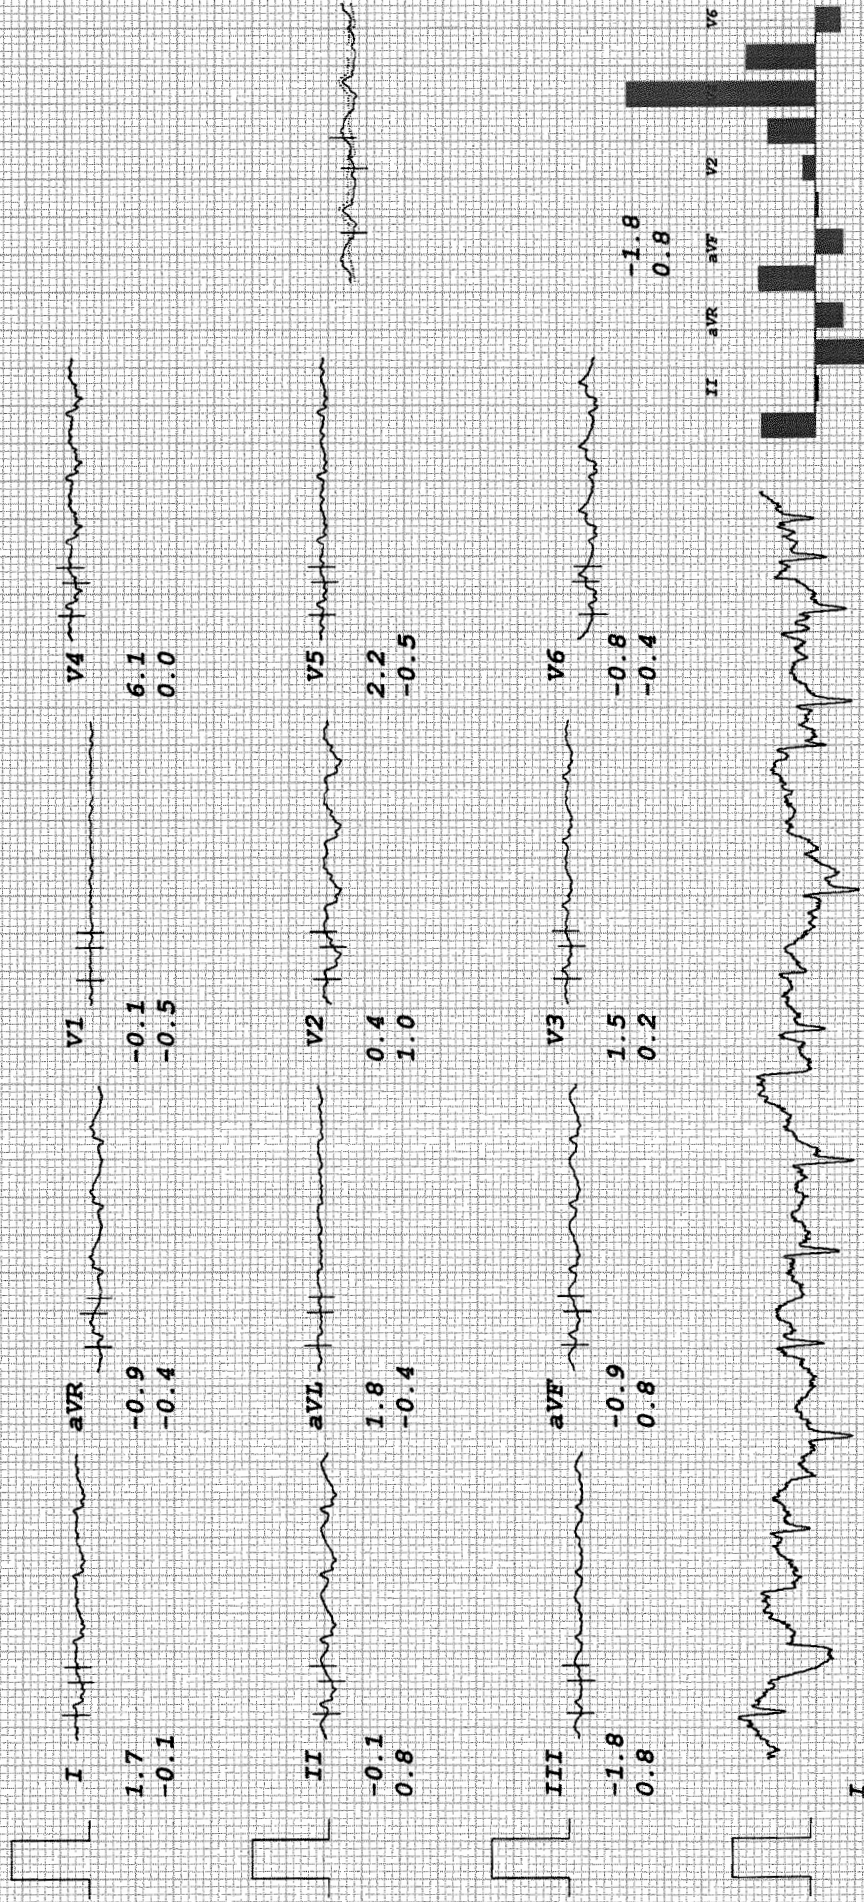 I aVR V1 V4
1.7 -0.9 -0.1 6.1
-0.1 -0.4 -0.5 0.0
II aVL V2 V5
-0.1 1.8 0.4 2.2
0.8 -0.4 1.0 -0.5
III aVF V3 V6
-1.8 -0.9 1.5 -0.8 -1.8
0.8 0.8 0.2 -0.4 0.8
II aVR aVF V2 V6